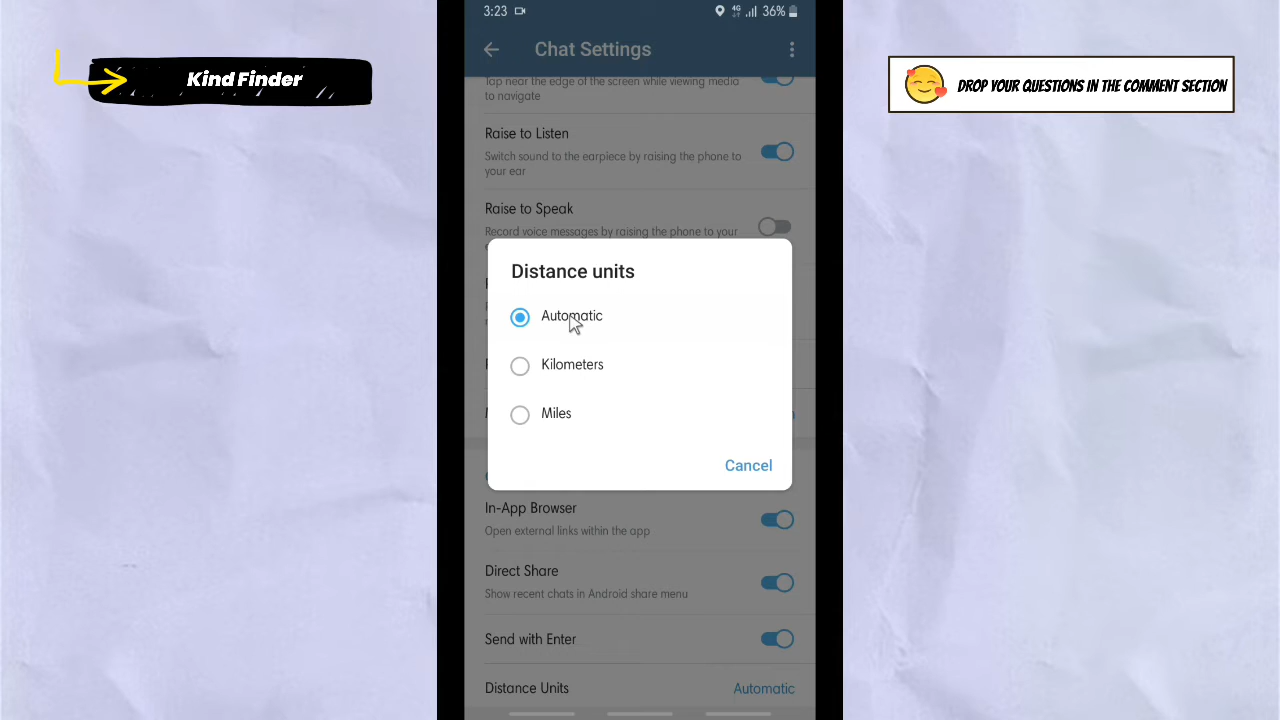 3:23
4G
36%
Kind Finder
DROP YOUR QUESTIONS IN THE COMMENT SECTION
Chat Settings
Tap near the edge of the screen while viewing media
to navigate
Raise to Listen
Switch sound to the earpiece by raising the phone to
your ear
Raise to Speak
Record voice messages by raising the phone to your
Distance units
Automatic
Kilometers
Miles
Cancel
In-App Browser
Open external links within the app
Direct Share
Show recent chats in Android share menu
Send with Enter
Distance Units
Automatic